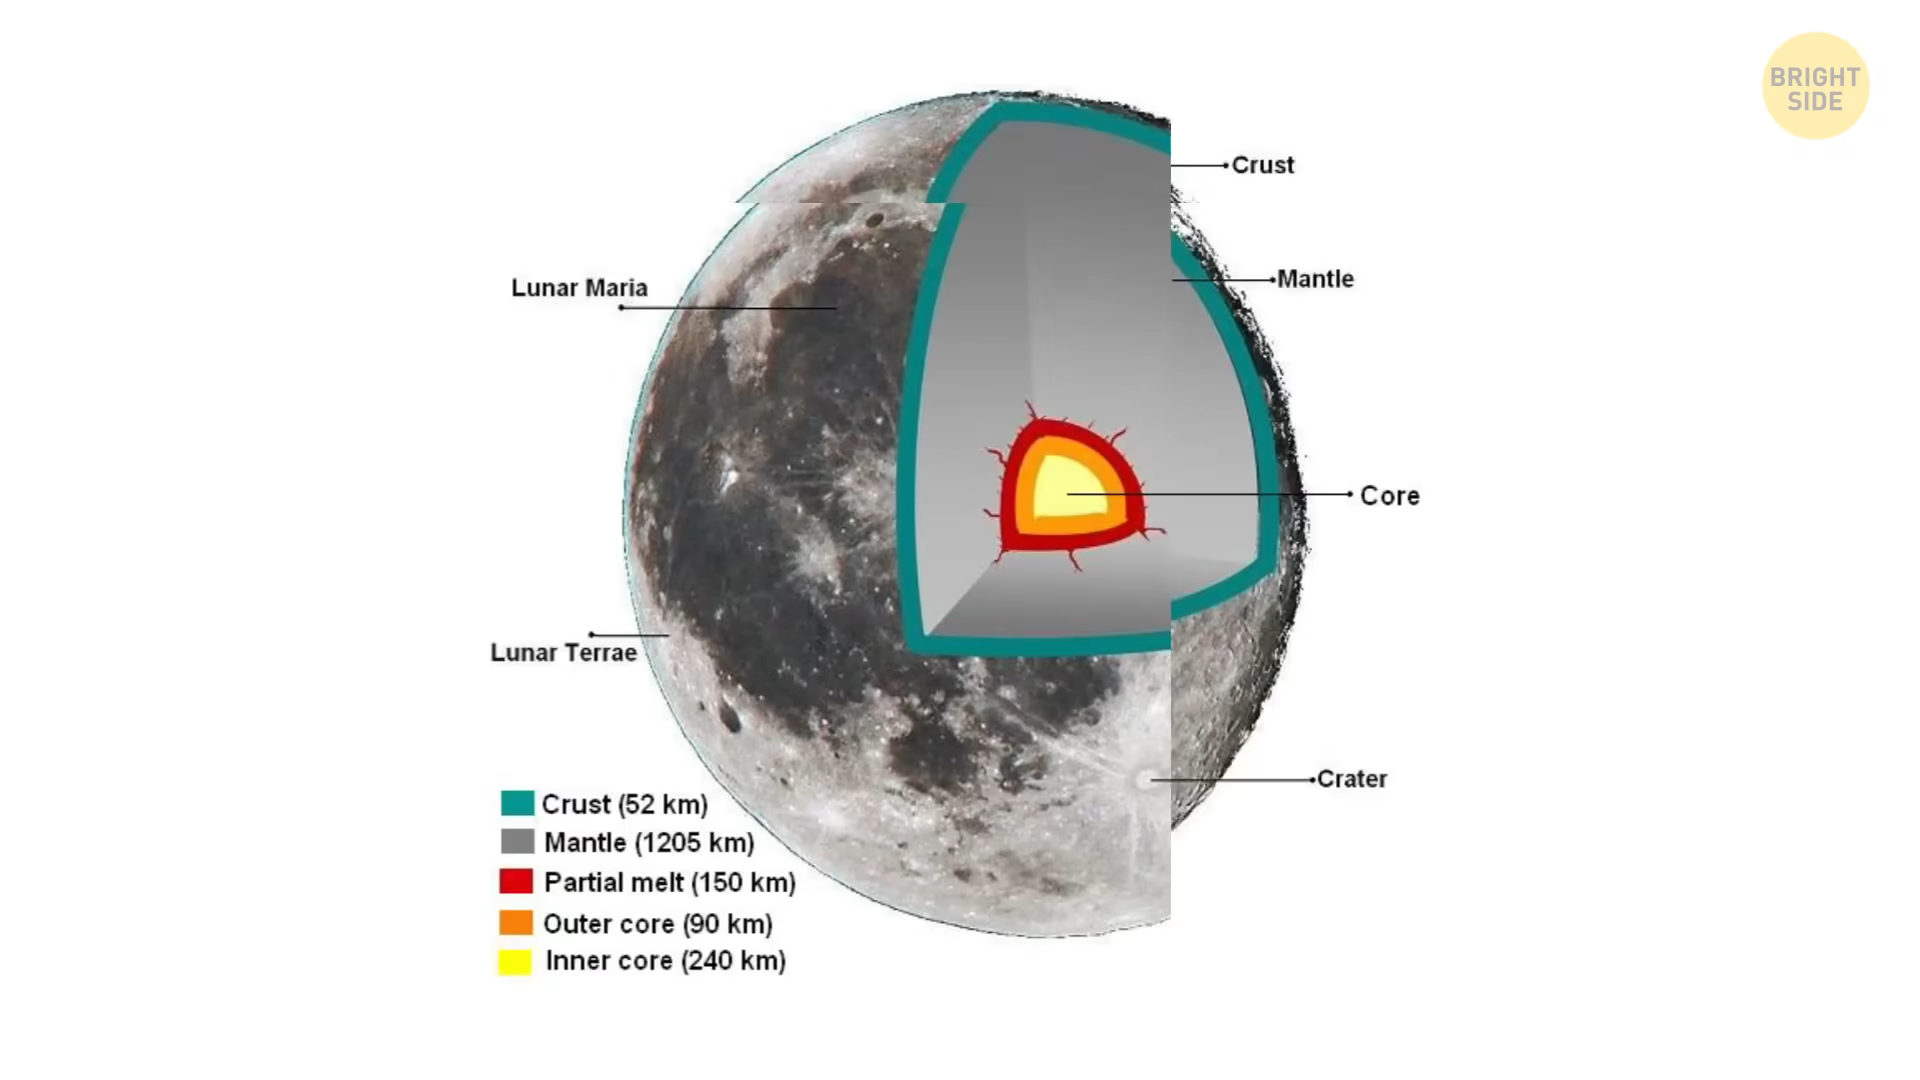 BRIGHT
SIDE
Crust
Mantle
Lunar Maria
Core
Lunar Terrae
Crater
Crust (52 km)
Mantle (1205 km)
Partial melt (150 km)
Outer core (90 km)
Inner core (240 km)